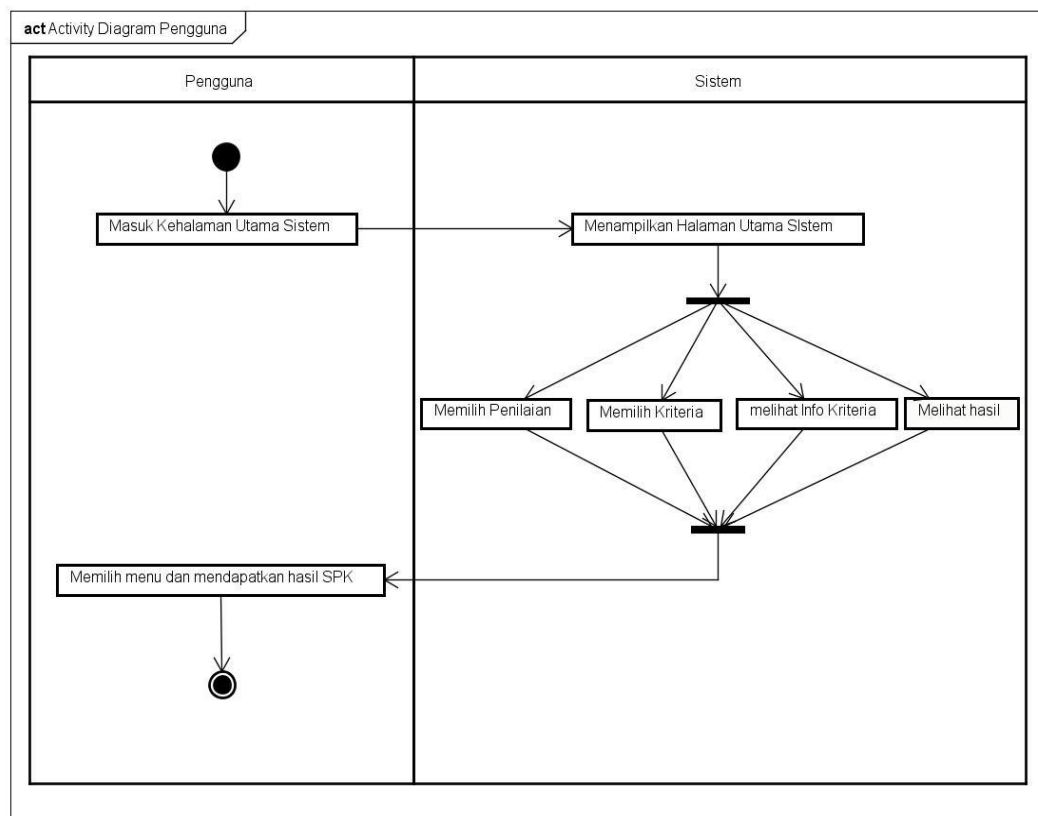 act Activity Diagram Pengguna
Pengguna
Sistem
Masuk Kehalaman Utama Sistem
Menampilkan Halaman Utama SIstem
Memilih Penilaian
Memilih Kriteria
melihat Info Kriteria
Melihat hasil
Memilih menu dan mendapatkan hasil SPK